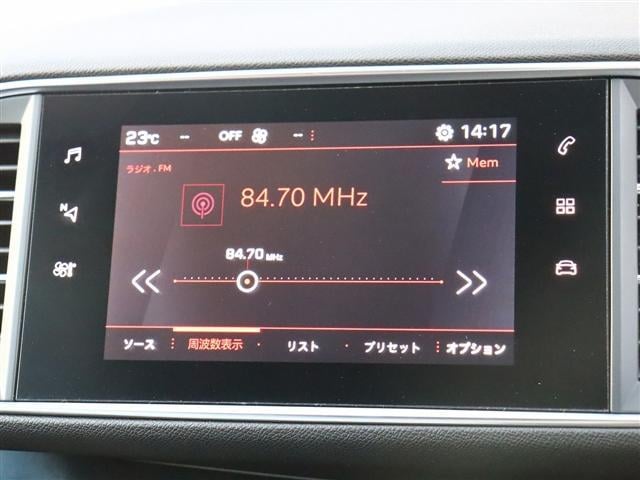 23℃ -- OFF -- 14:17
ラジオ.FM
Mem
84.70 MHz
84.70 MHz
N
ソース 周波数表示 リスト プリセット オプション